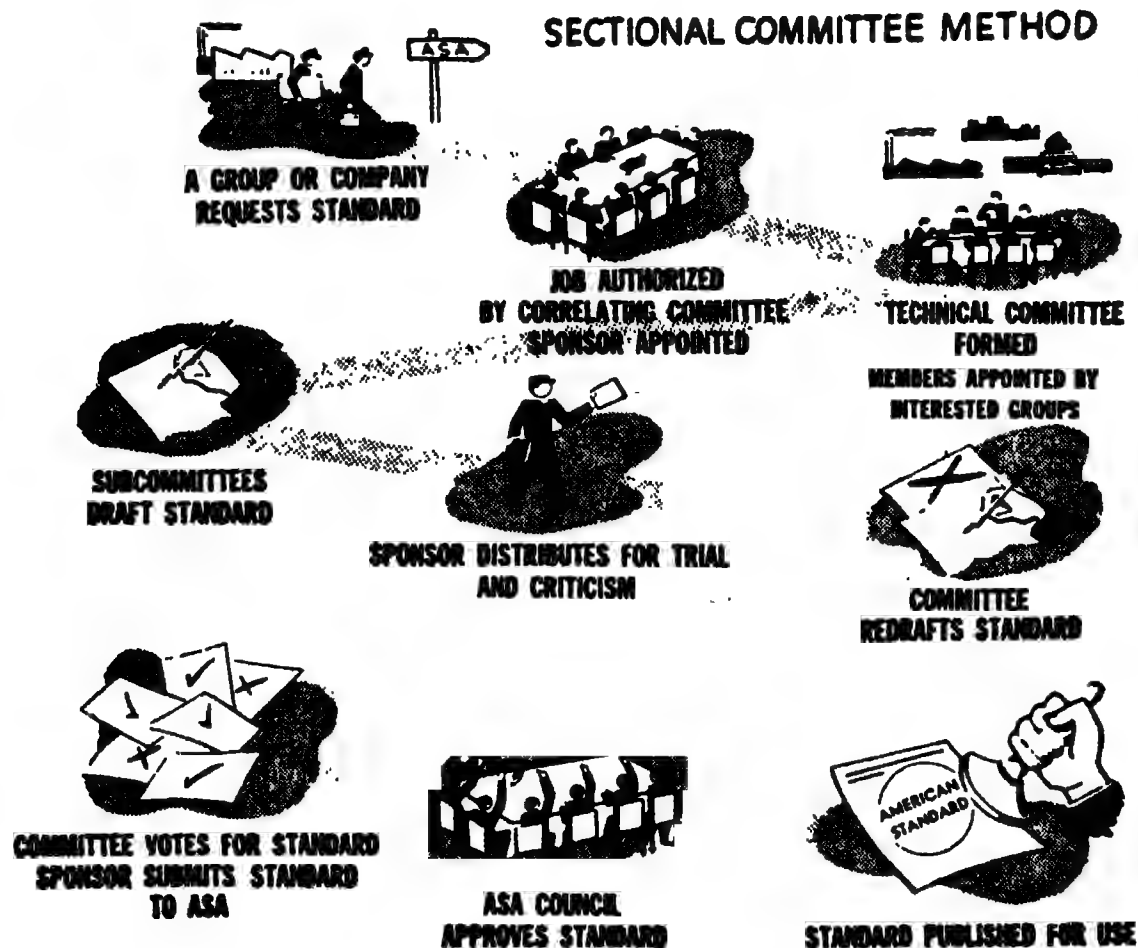 SECTIONAL COMMITTEE METHOD
ASA
A GROUP OR COMPANY
REQUESTS STANDARD
JOB AUTHORIZED
BY CORRELATING COMMITTEE
SPONSOR APPOINTED
TECHNICAL COMMITTEE
FORMED
MEMBERS APPOINTED BY
INTERESTED GROUPS
SUBCOMMITTEES
DRAFT STANDARD
SPONSOR DISTRIBUTES FOR TRIAL
AND CRITICISM
COMMITTEE
REDRAFTS STANDARD
COMMITTEE VOTES FOR STANDARD
SPONSOR SUBMITS STANDARD
TO ASA
ASA COUNCIL
APPROVES STANDARD
AMERICAN
STANDARD
STANDARD PUBLISHED FOR USE